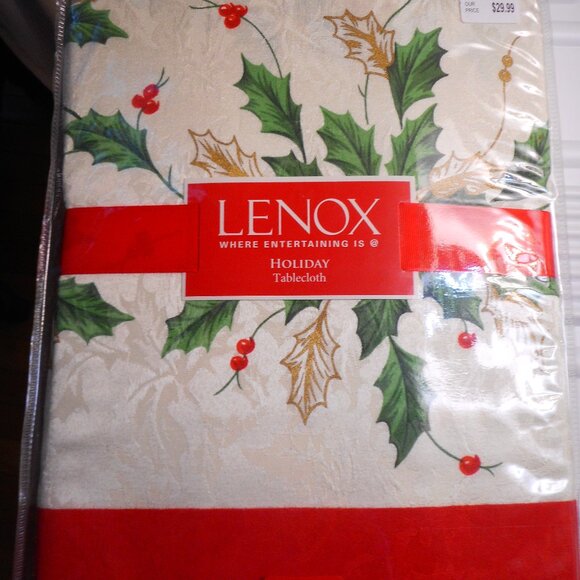 OUR
PRICE $29.99
LENOX
WHERE ENTERTAINING IS @
HOLIDAY
Tablecloth